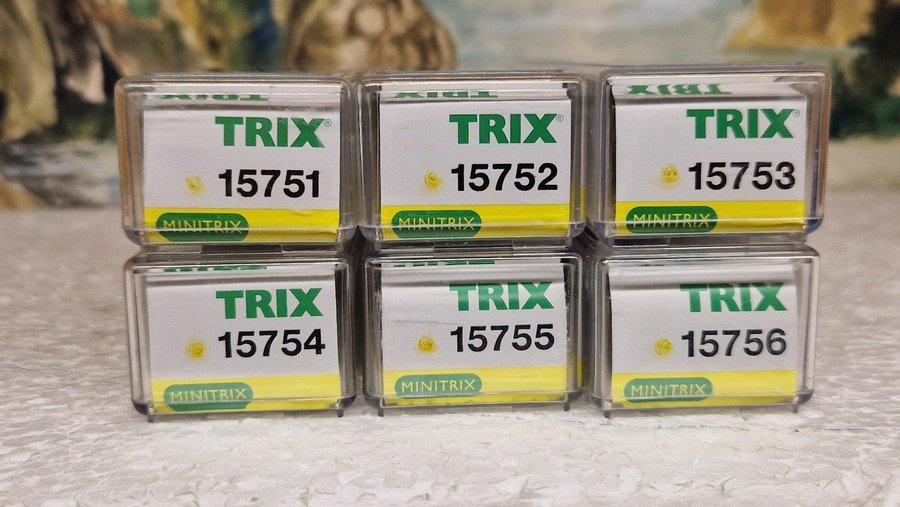 TRIX®
15751
MINITRIX
TRIX®
15752
MINITRIX
TRIX®
15753
MINITRIX
TRIX
15754
MINITRIX
TRIX
15755
MINITRIX
TRIX
15756
MINITRIX